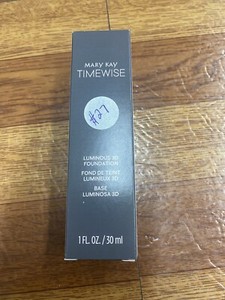 MARY KAY
TIMEWISE
#27
LUMINOUS 3D
FOUNDATION
FOND DE TEINT
LUMINEUX 3D
BASE
LUMINOSA 3D
1 FL. OZ. / 30 ml